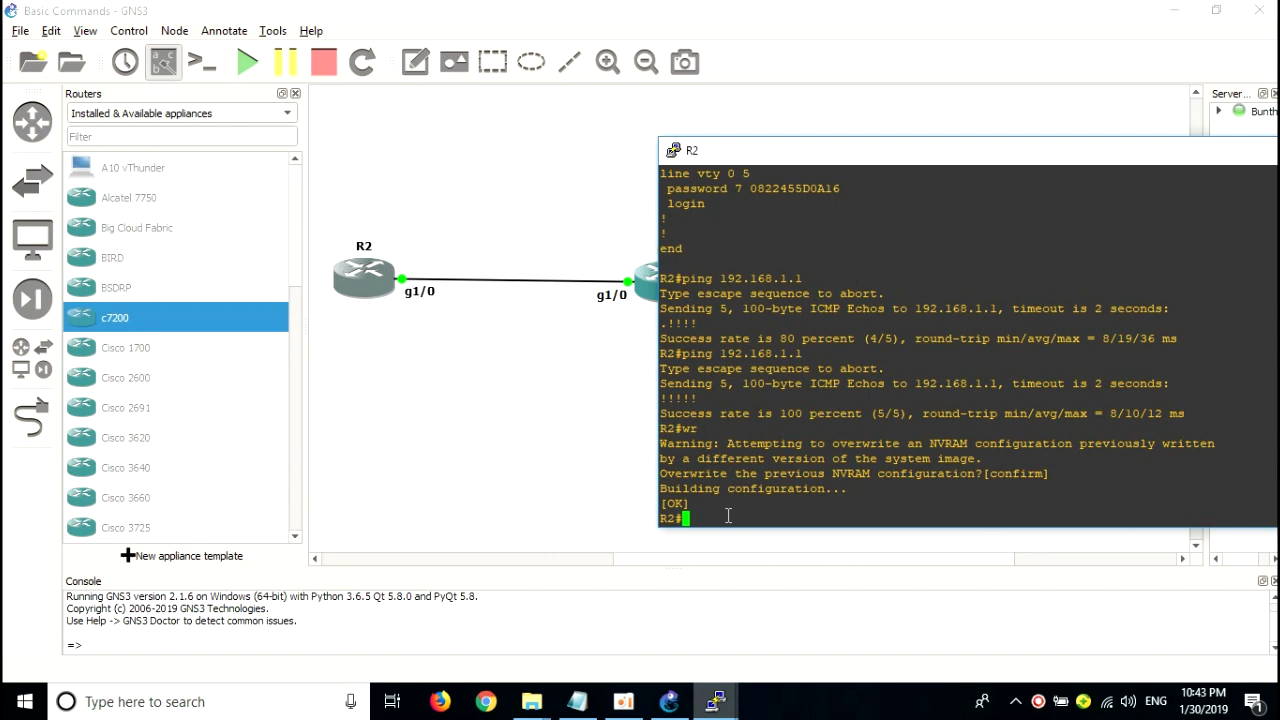 Basic Commands - GNS3
File Edit View Control Node Annotate Tools Help
Routers
Installed & Available appliances
Filter
A10 vThunder
Alcatel 7750
Big Cloud Fabric
BIRD
BSDRP
c7200
Cisco 1700
Cisco 2600
Cisco 2691
Cisco 3620
Cisco 3640
Cisco 3660
Cisco 3725
New appliance template
R2
g1/0
g1/0
Server...
Bunth
R2
line vty 0 5
password 7 0822455D0A16
login
!
!
end
R2#ping 192.168.1.1
Type escape sequence to abort.
Sending 5, 100-byte ICMP Echos to 192.168.1.1, timeout is 2 seconds:
.!!!!
Success rate is 80 percent (4/5), round-trip min/avg/max = 8/19/36 ms
R2#ping 192.168.1.1
Type escape sequence to abort.
Sending 5, 100-byte ICMP Echos to 192.168.1.1, timeout is 2 seconds:
!!!!!
Success rate is 100 percent (5/5), round-trip min/avg/max = 8/10/12 ms
R2#wr
Warning: Attempting to overwrite an NVRAM configuration previously written
by a different version of the system image.
Overwrite the previous NVRAM configuration?[confirm]
Building configuration...
[OK]
R2#
Console
Running GNS3 version 2.1.6 on Windows (64-bit) with Python 3.6.5 Qt 5.8.0 and PyQt 5.8.
Copyright (c) 2006-2019 GNS3 Technologies.
Use Help -> GNS3 Doctor to detect common issues.
=>
Type here to search
ENG
10:43 PM
1/30/2019